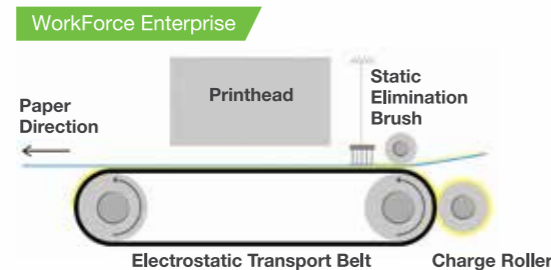 WorkForce Enterprise
Printhead
Static
Elimination
Brush
Paper
Direction
Electrostatic Transport Belt
Charge Roller